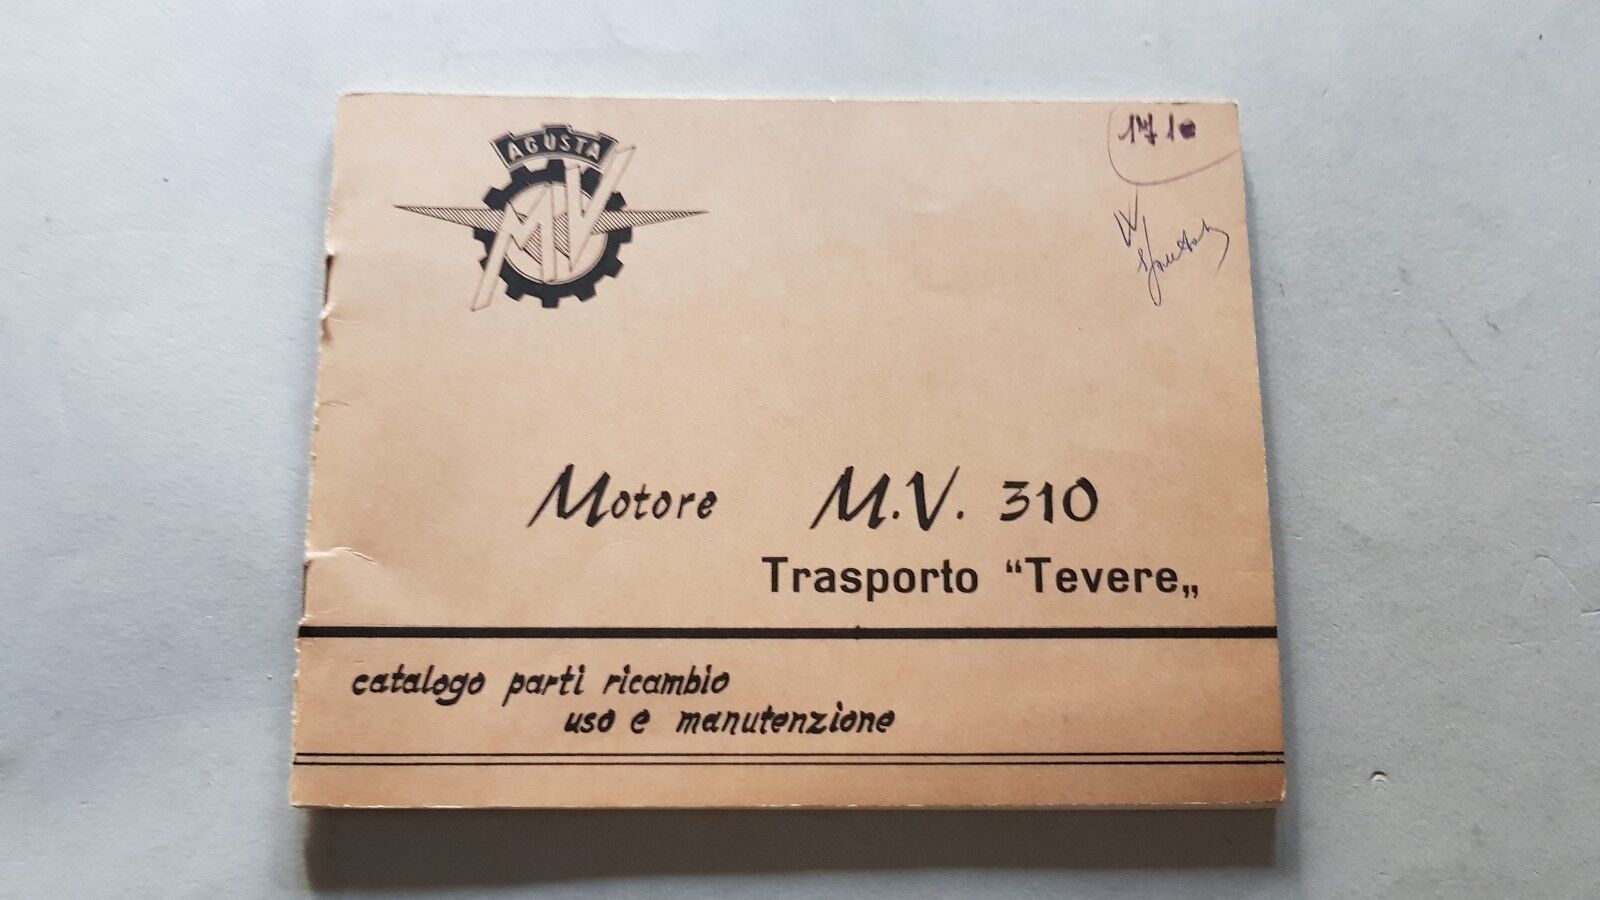 AGUSTA
MV
Motore M.V. 310
Trasporto “Tevere„
catalogo parti ricambio
uso e manutenzione